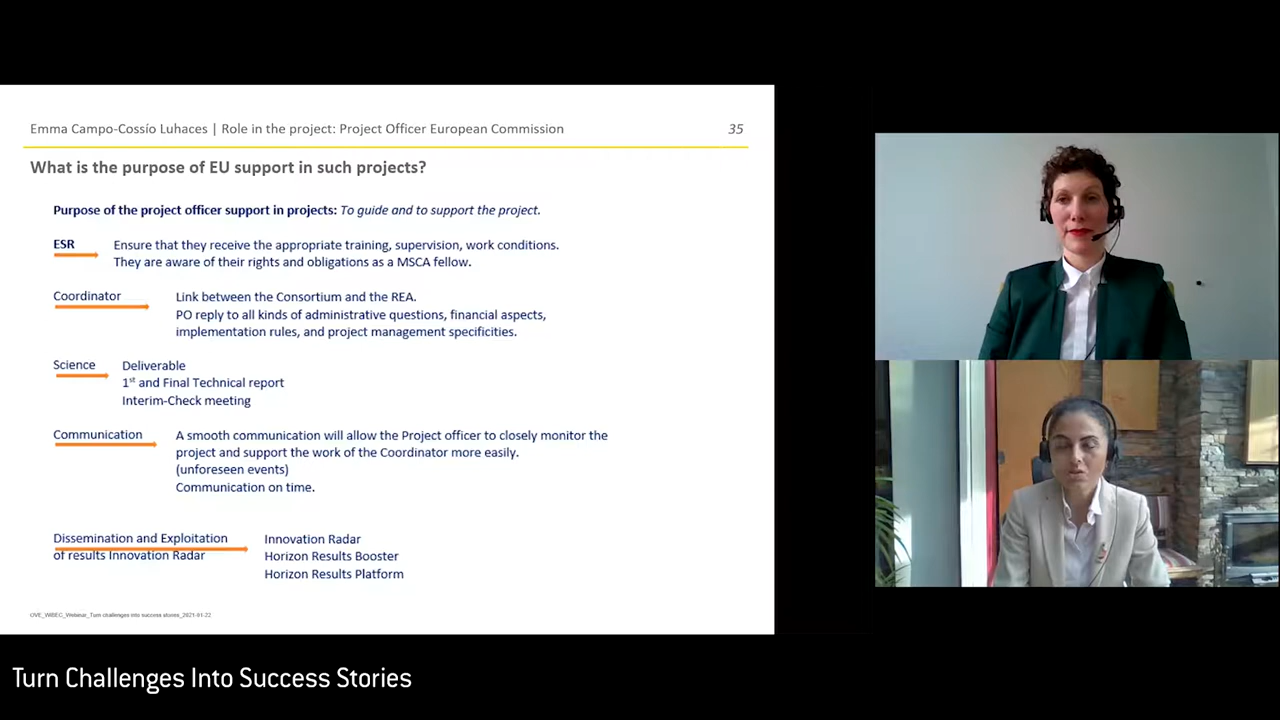 Emma Campo-Cossío Luhaces | Role in the project: Project Officer European Commission
35
What is the purpose of EU support in such projects?
Purpose of the project officer support in projects: To guide and to support the project.
ESR
Ensure that they receive the appropriate training, supervision, work conditions.
They are aware of their rights and obligations as a MSCA fellow.
Coordinator
Link between the Consortium and the REA.
PO reply to all kinds of administrative questions, financial aspects,
implementation rules, and project management specificities.
Science
Deliverable
1st and Final Technical report
Interim-Check meeting
Communication
A smooth communication will allow the Project officer to closely monitor the
project and support the work of the Coordinator more easily.
(unforeseen events)
Communication on time.
Dissemination and Exploitation
of results Innovation Radar
Innovation Radar
Horizon Results Booster
Horizon Results Platform
Turn challenges into success stories_2021-01-22
Turn Challenges Into Success Stories